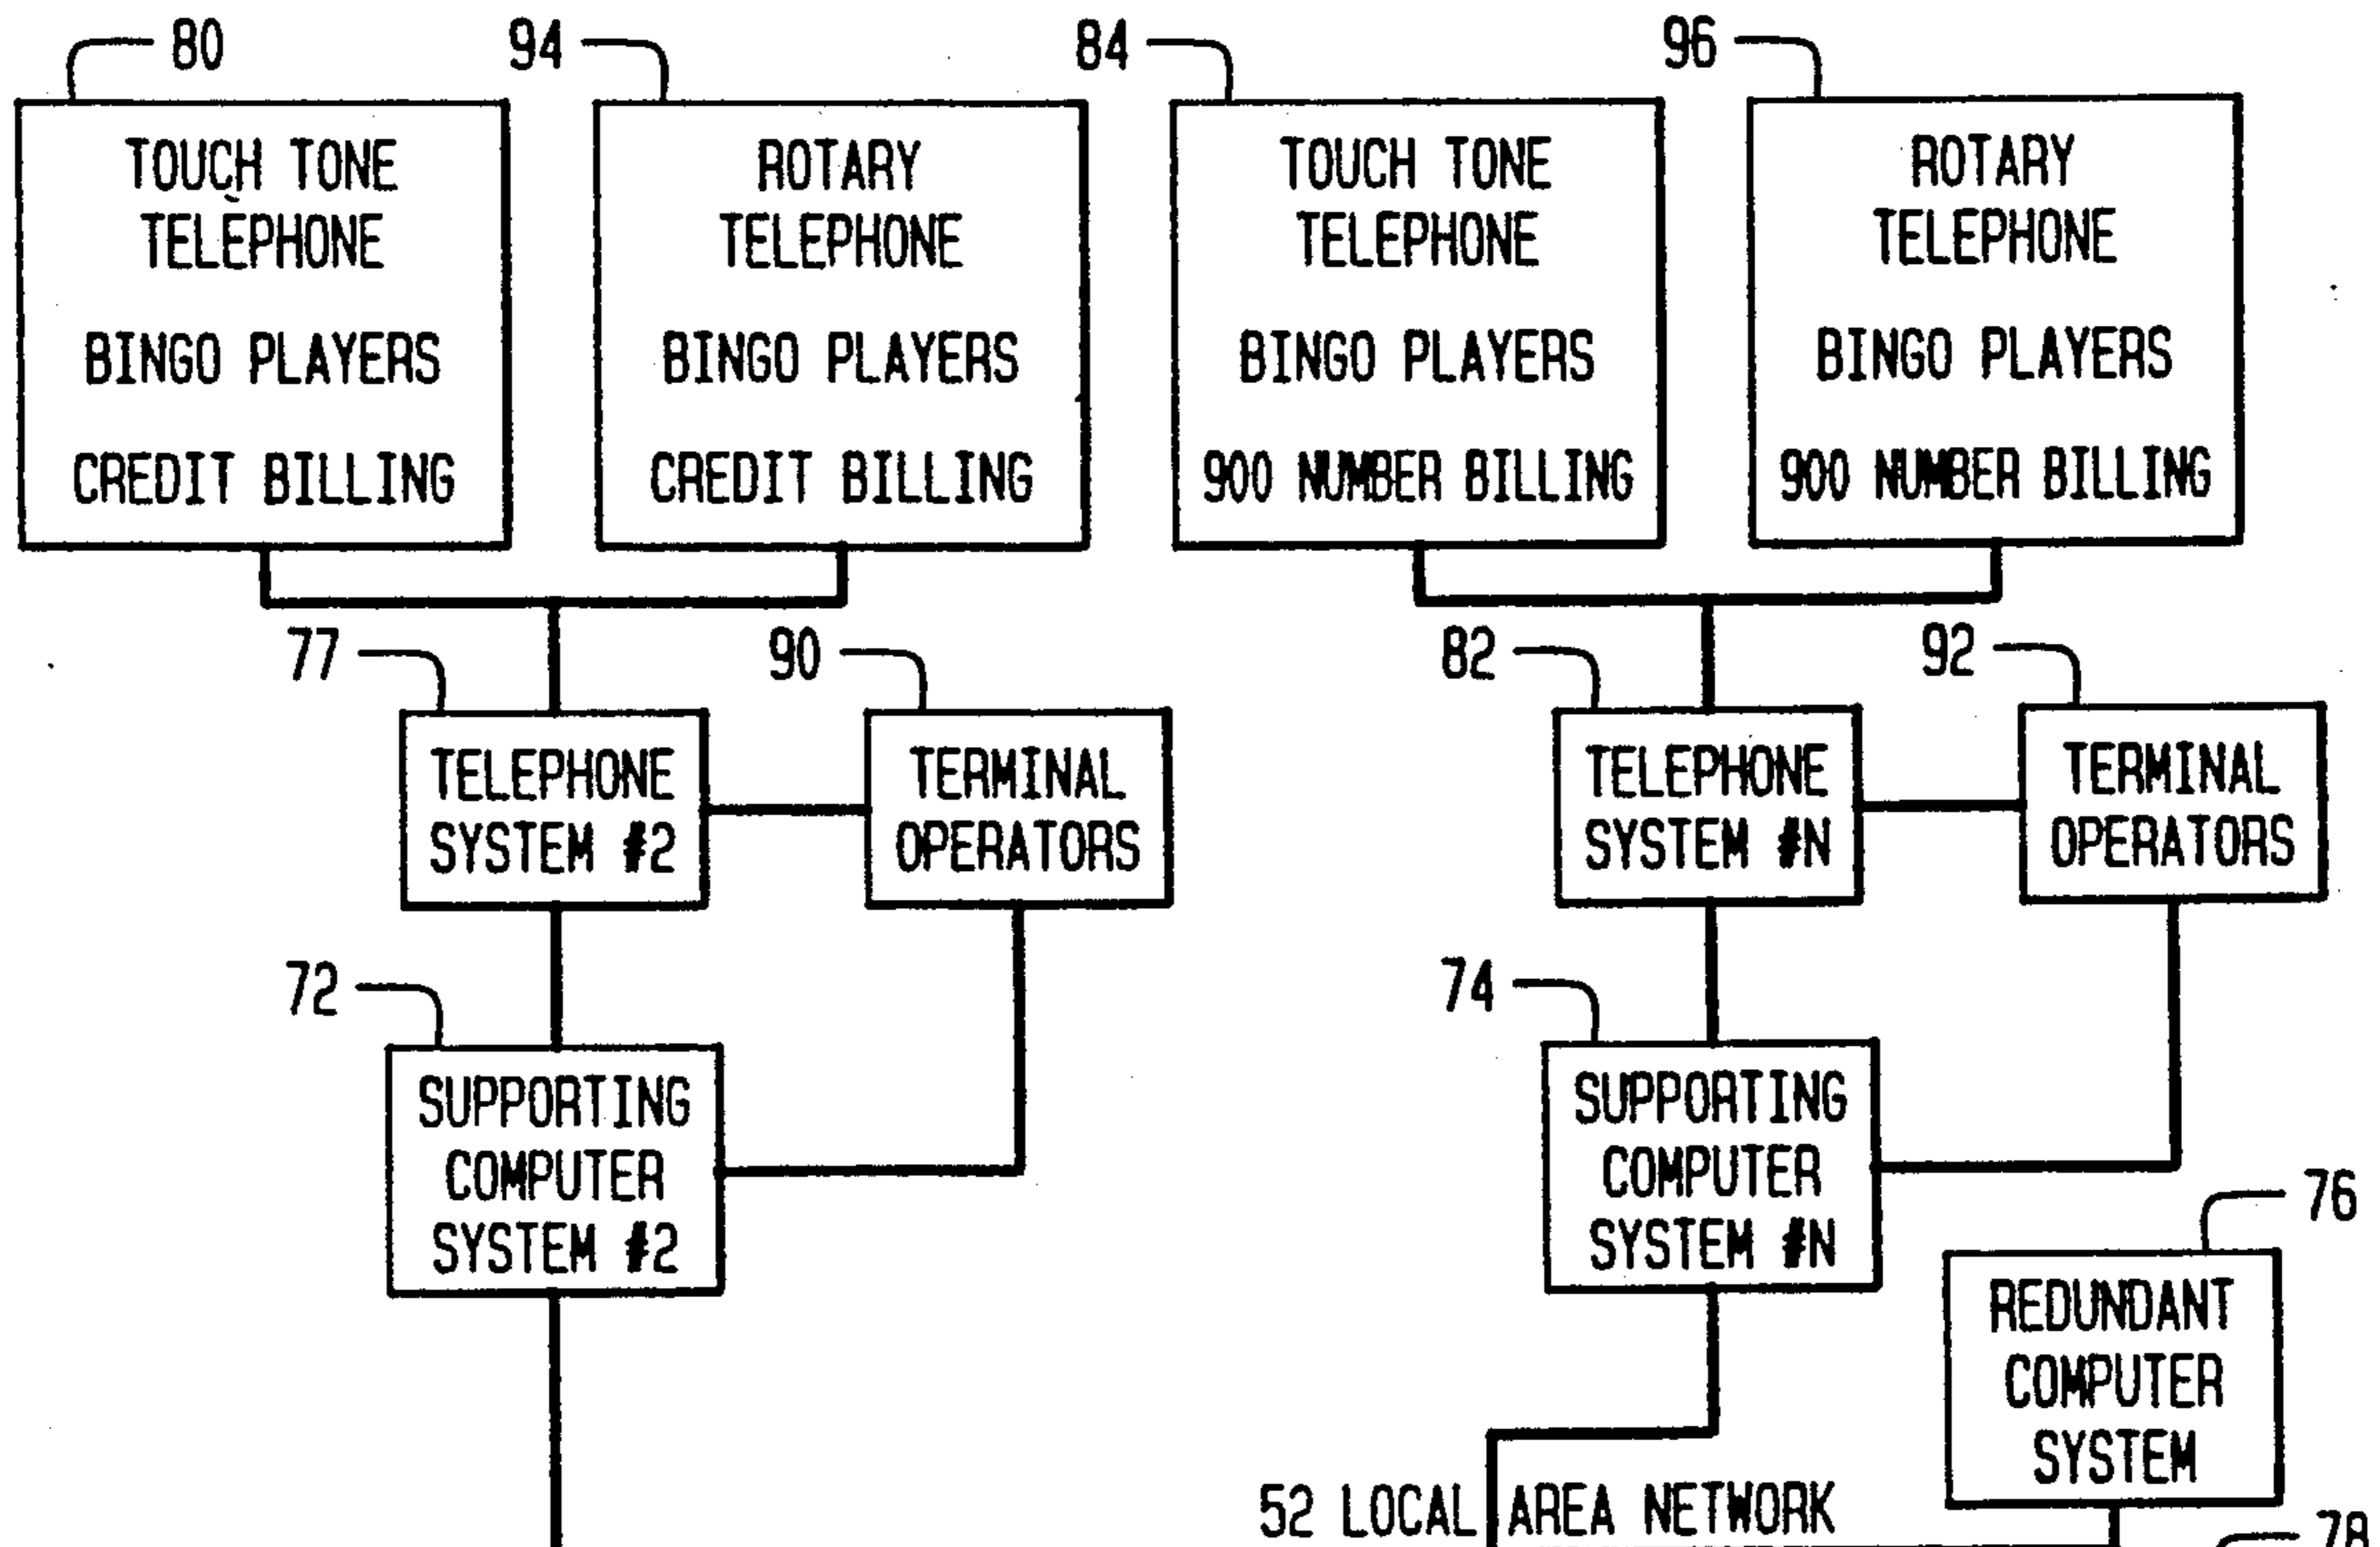 80
94
84
96
TOUCH TONE
TELEPHONE
BINGO PLAYERS
CREDIT BILLING
ROTARY
TELEPHONE
BINGO PLAYERS
CREDIT BILLING
TOUCH TONE
TELEPHONE
BINGO PLAYERS
900 NUMBER BILLING
ROTARY
TELEPHONE
BINGO PLAYERS
900 NUMBER BILLING
77
90
82
92
TELEPHONE
SYSTEM #2
TERMINAL
OPERATORS
TELEPHONE
SYSTEM #N
TERMINAL
OPERATORS
72
74
SUPPORTING
COMPUTER
SYSTEM #2
SUPPORTING
COMPUTER
SYSTEM #N
76
REDUNDANT
COMPUTER
SYSTEM
52 LOCAL AREA NETWORK
78